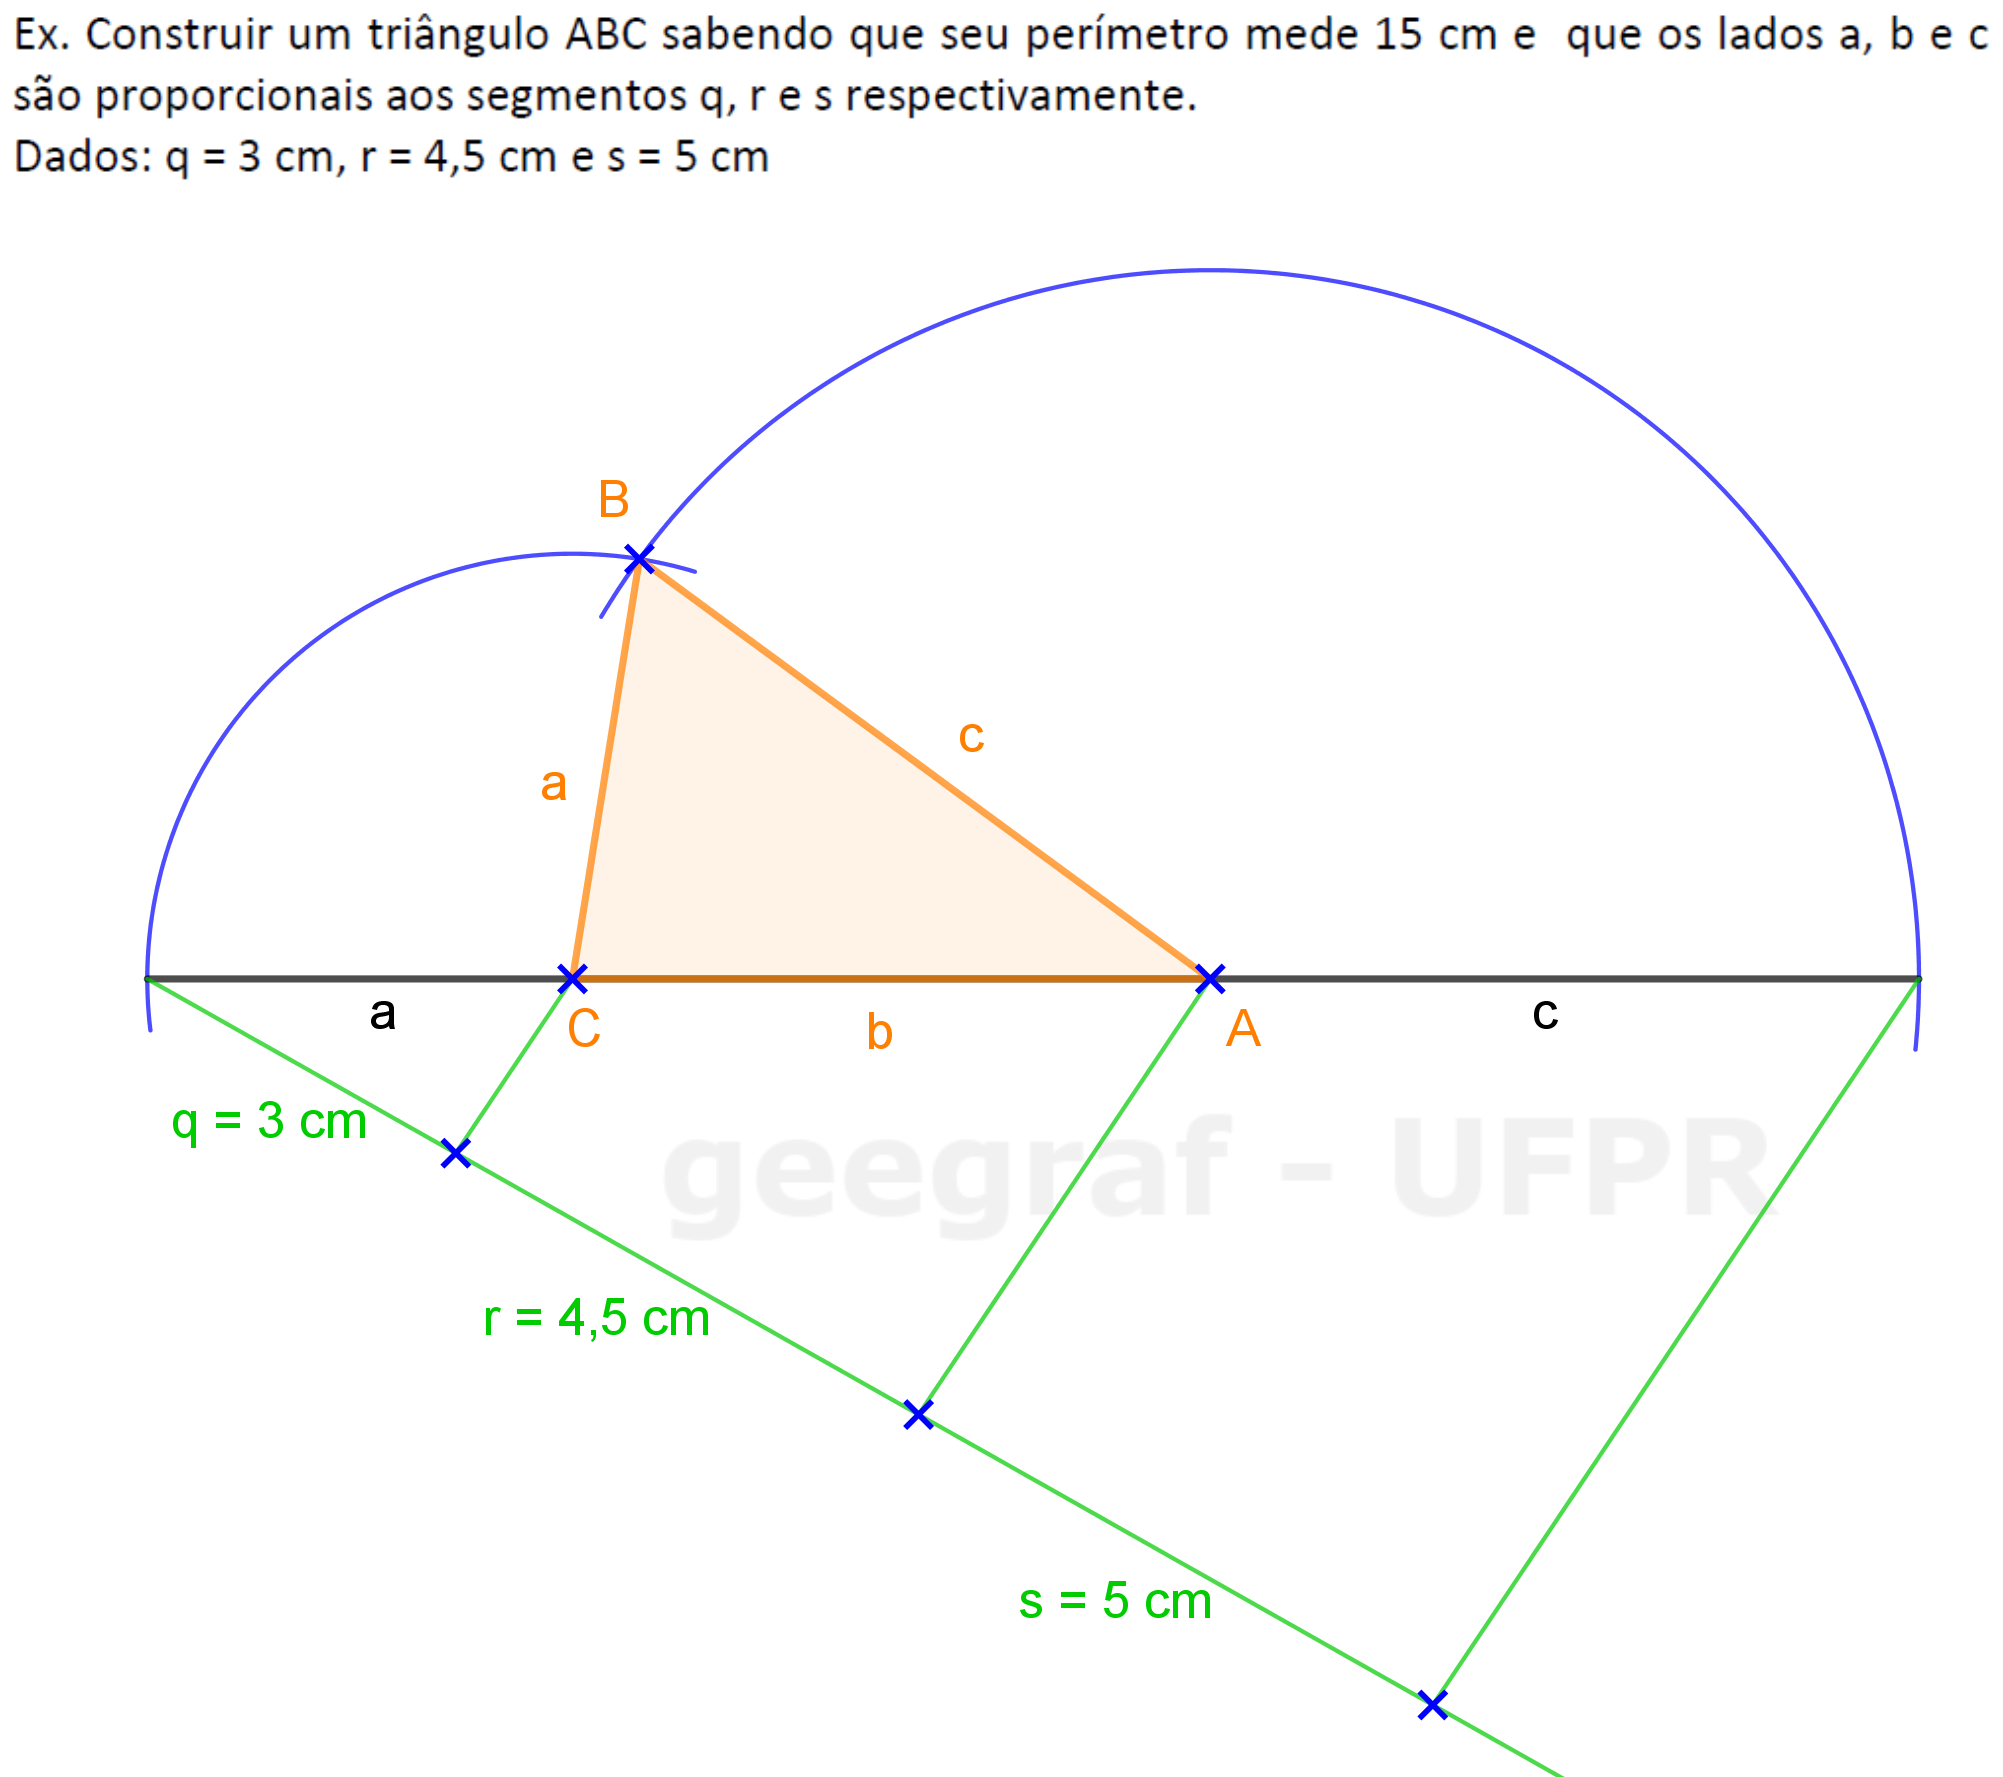 Ex. Construir um triângulo ABC sabendo que seu perímetro mede 15 cm e que os lados a, b e c
são proporcionais aos segmentos q, r e s respectivamente.
Dados: q = 3 cm, r = 4,5 cm e s = 5 cm
B
c
a
a
C
b
A
c
q = 3 cm
geegraf - UFPR
r = 4,5 cm
s = 5 cm